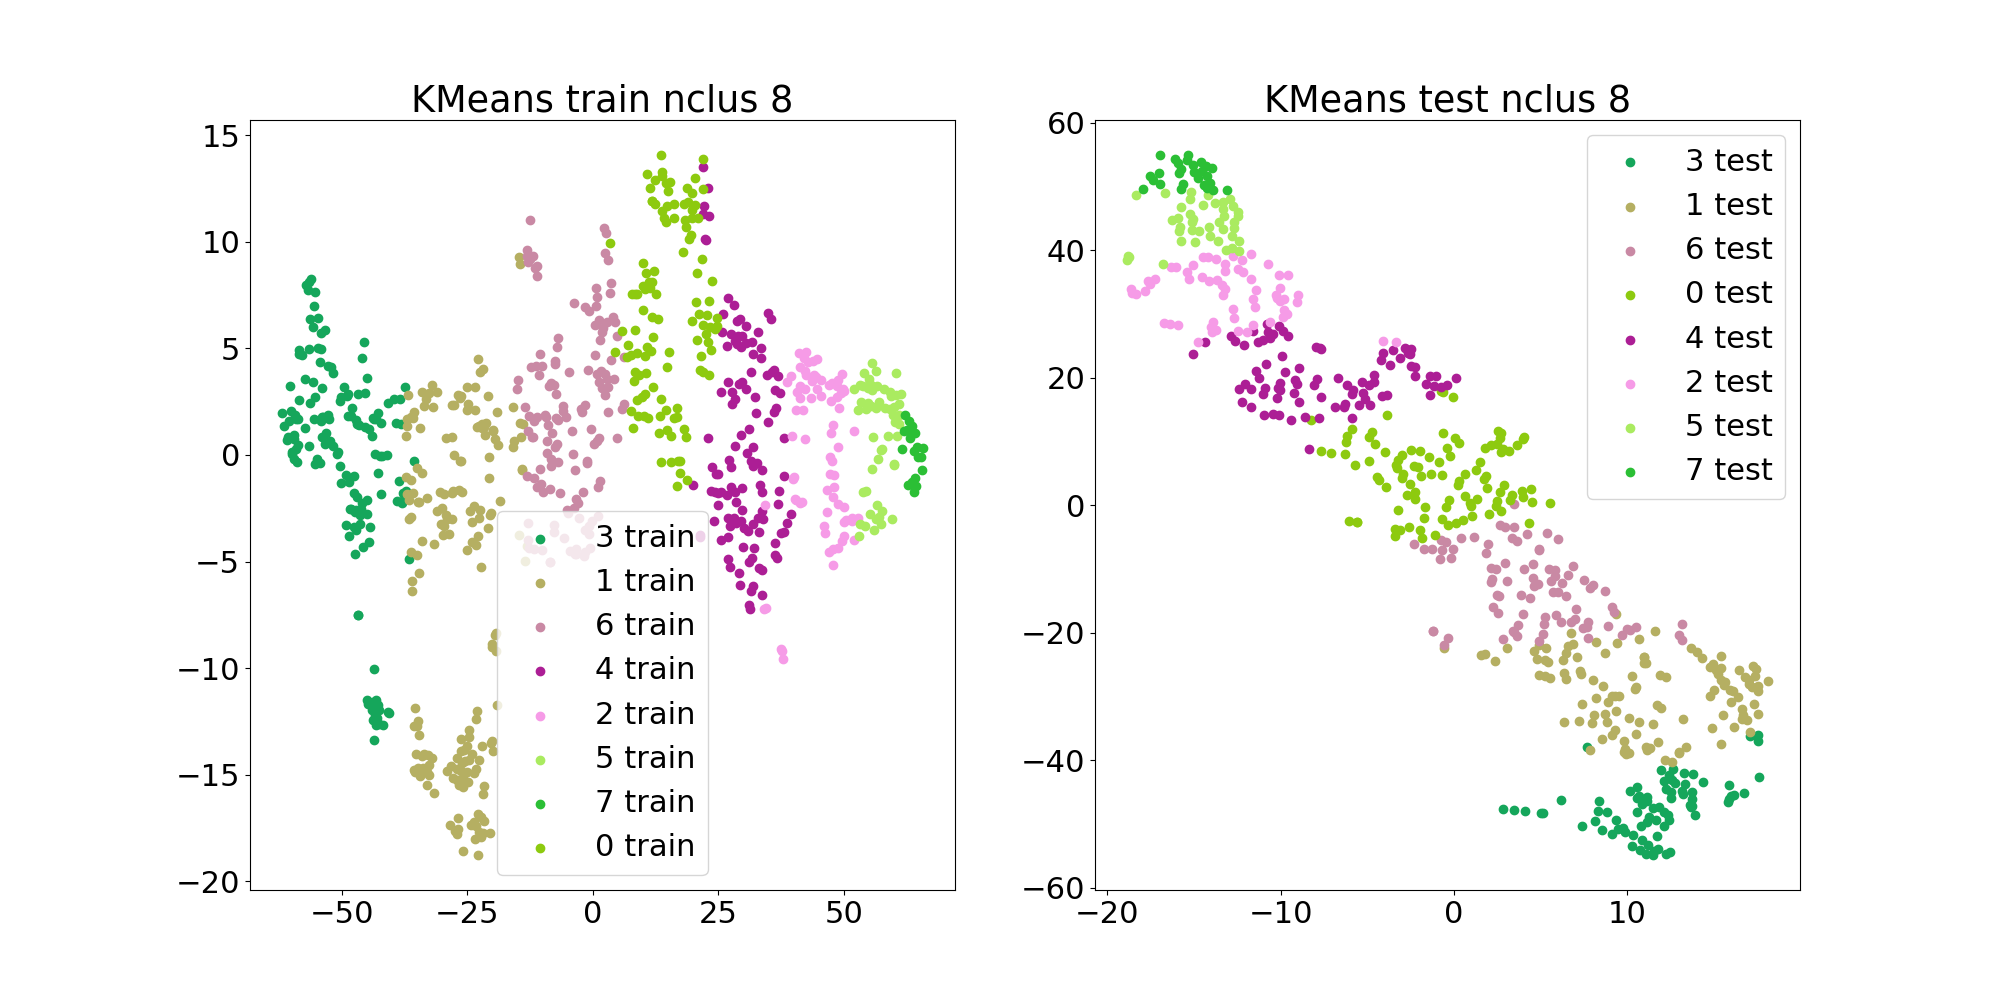 KMeans train nclus 8
15
10
5
0
−5
−10
−15
−20
−50
−25
0
25
50
3 train
1 train
6 train
4 train
2 train
5 train
7 train
0 train
KMeans test nclus 8
60
40
20
0
−20
−40
−60
−20
−10
0
10
3 test
1 test
6 test
0 test
4 test
2 test
5 test
7 test